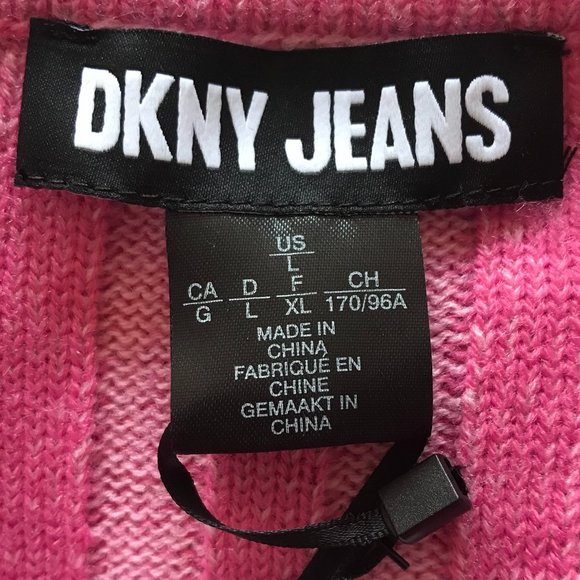 DKNY JEANS
US
L
CA D F CH
G L XL 170/96A
MADE IN
CHINA
FABRIQUÉ EN
CHINE
GEMAAKT IN
CHINA